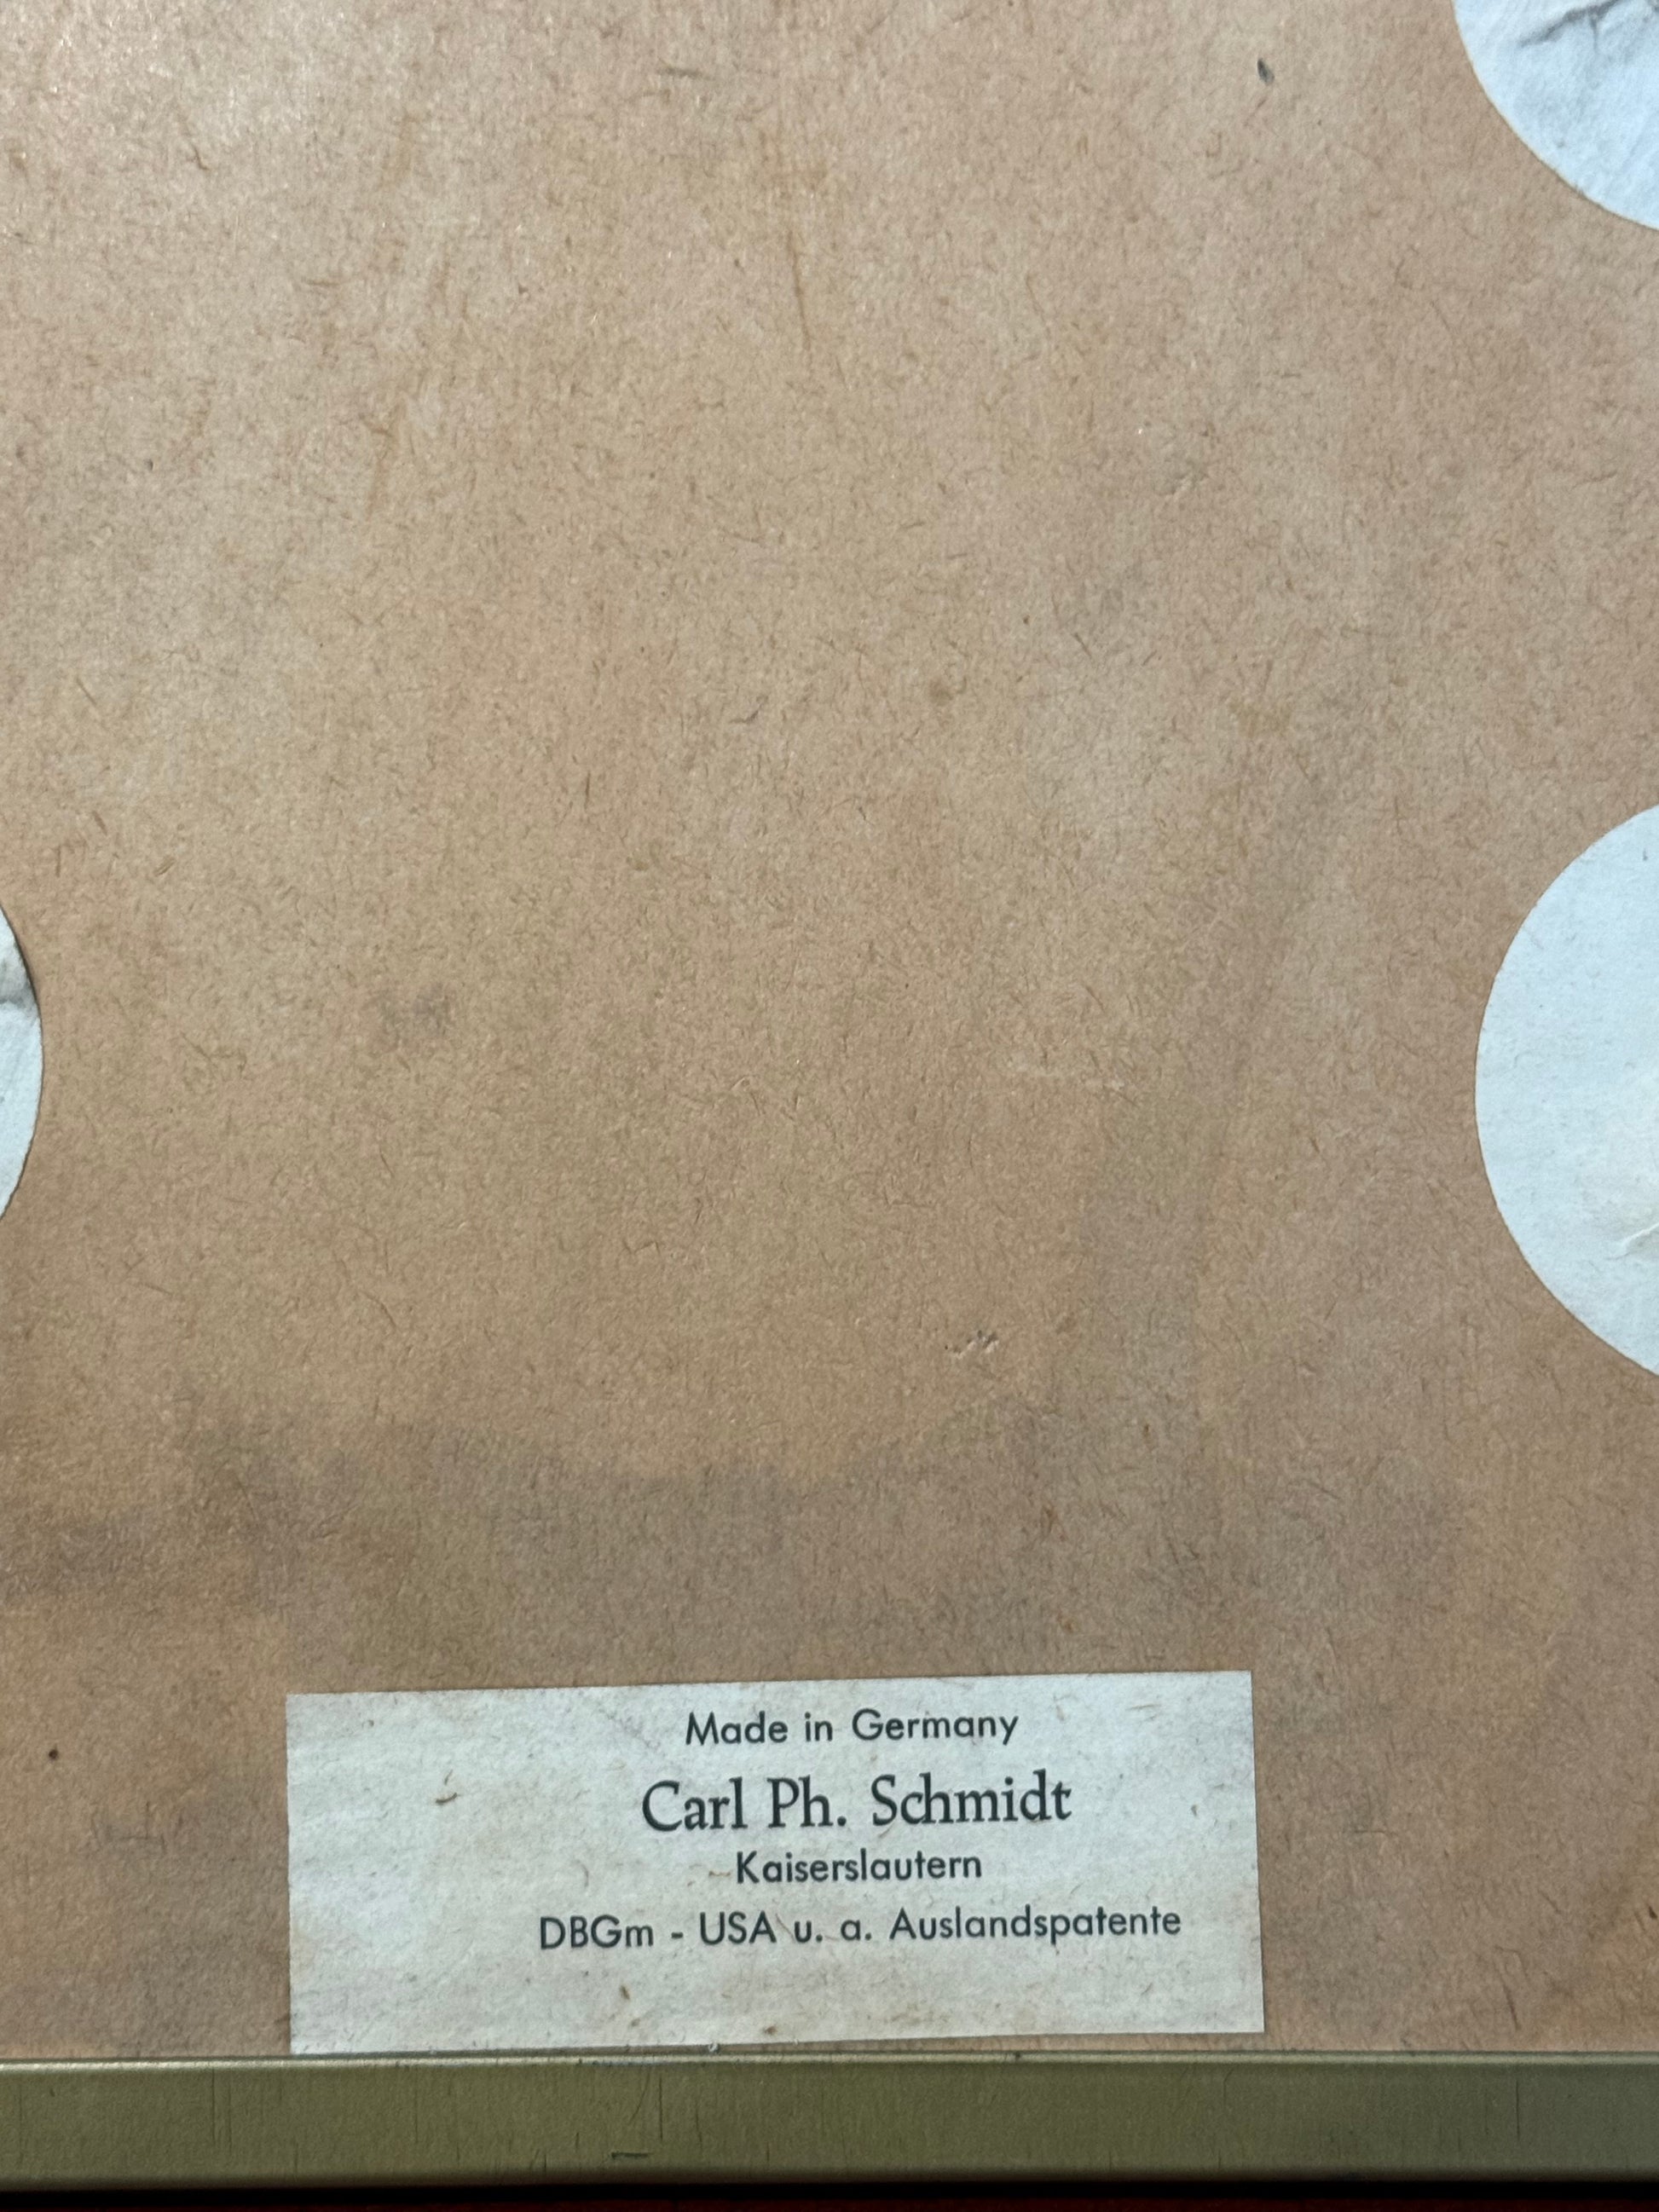 Made in Germany
Carl Ph. Schmidt
Kaiserslautern
DBGm - USA u. a. Auslandspatente